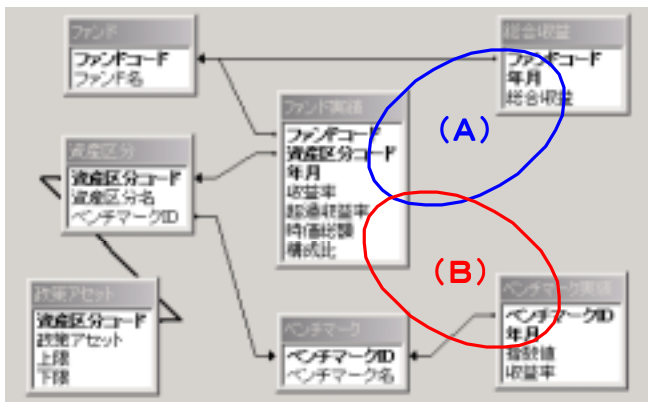 ファンド
ファンドコード
ファンド名
総合収益
ファンドコード
年月
総合収益
ファンド実績
ファンドコード
資産区分コード
年月
収益率
超過収益率
時価総額
構成比
(A)
資産区分
資産区分コード
資産区分名
ベンチマークID
(B)
政策アセット
資産区分コード
政策アセット
上限
下限
ベンチマーク
ベンチマークID
ベンチマーク名
ベンチマーク実績
ベンチマークID
年月
指数値
収益率